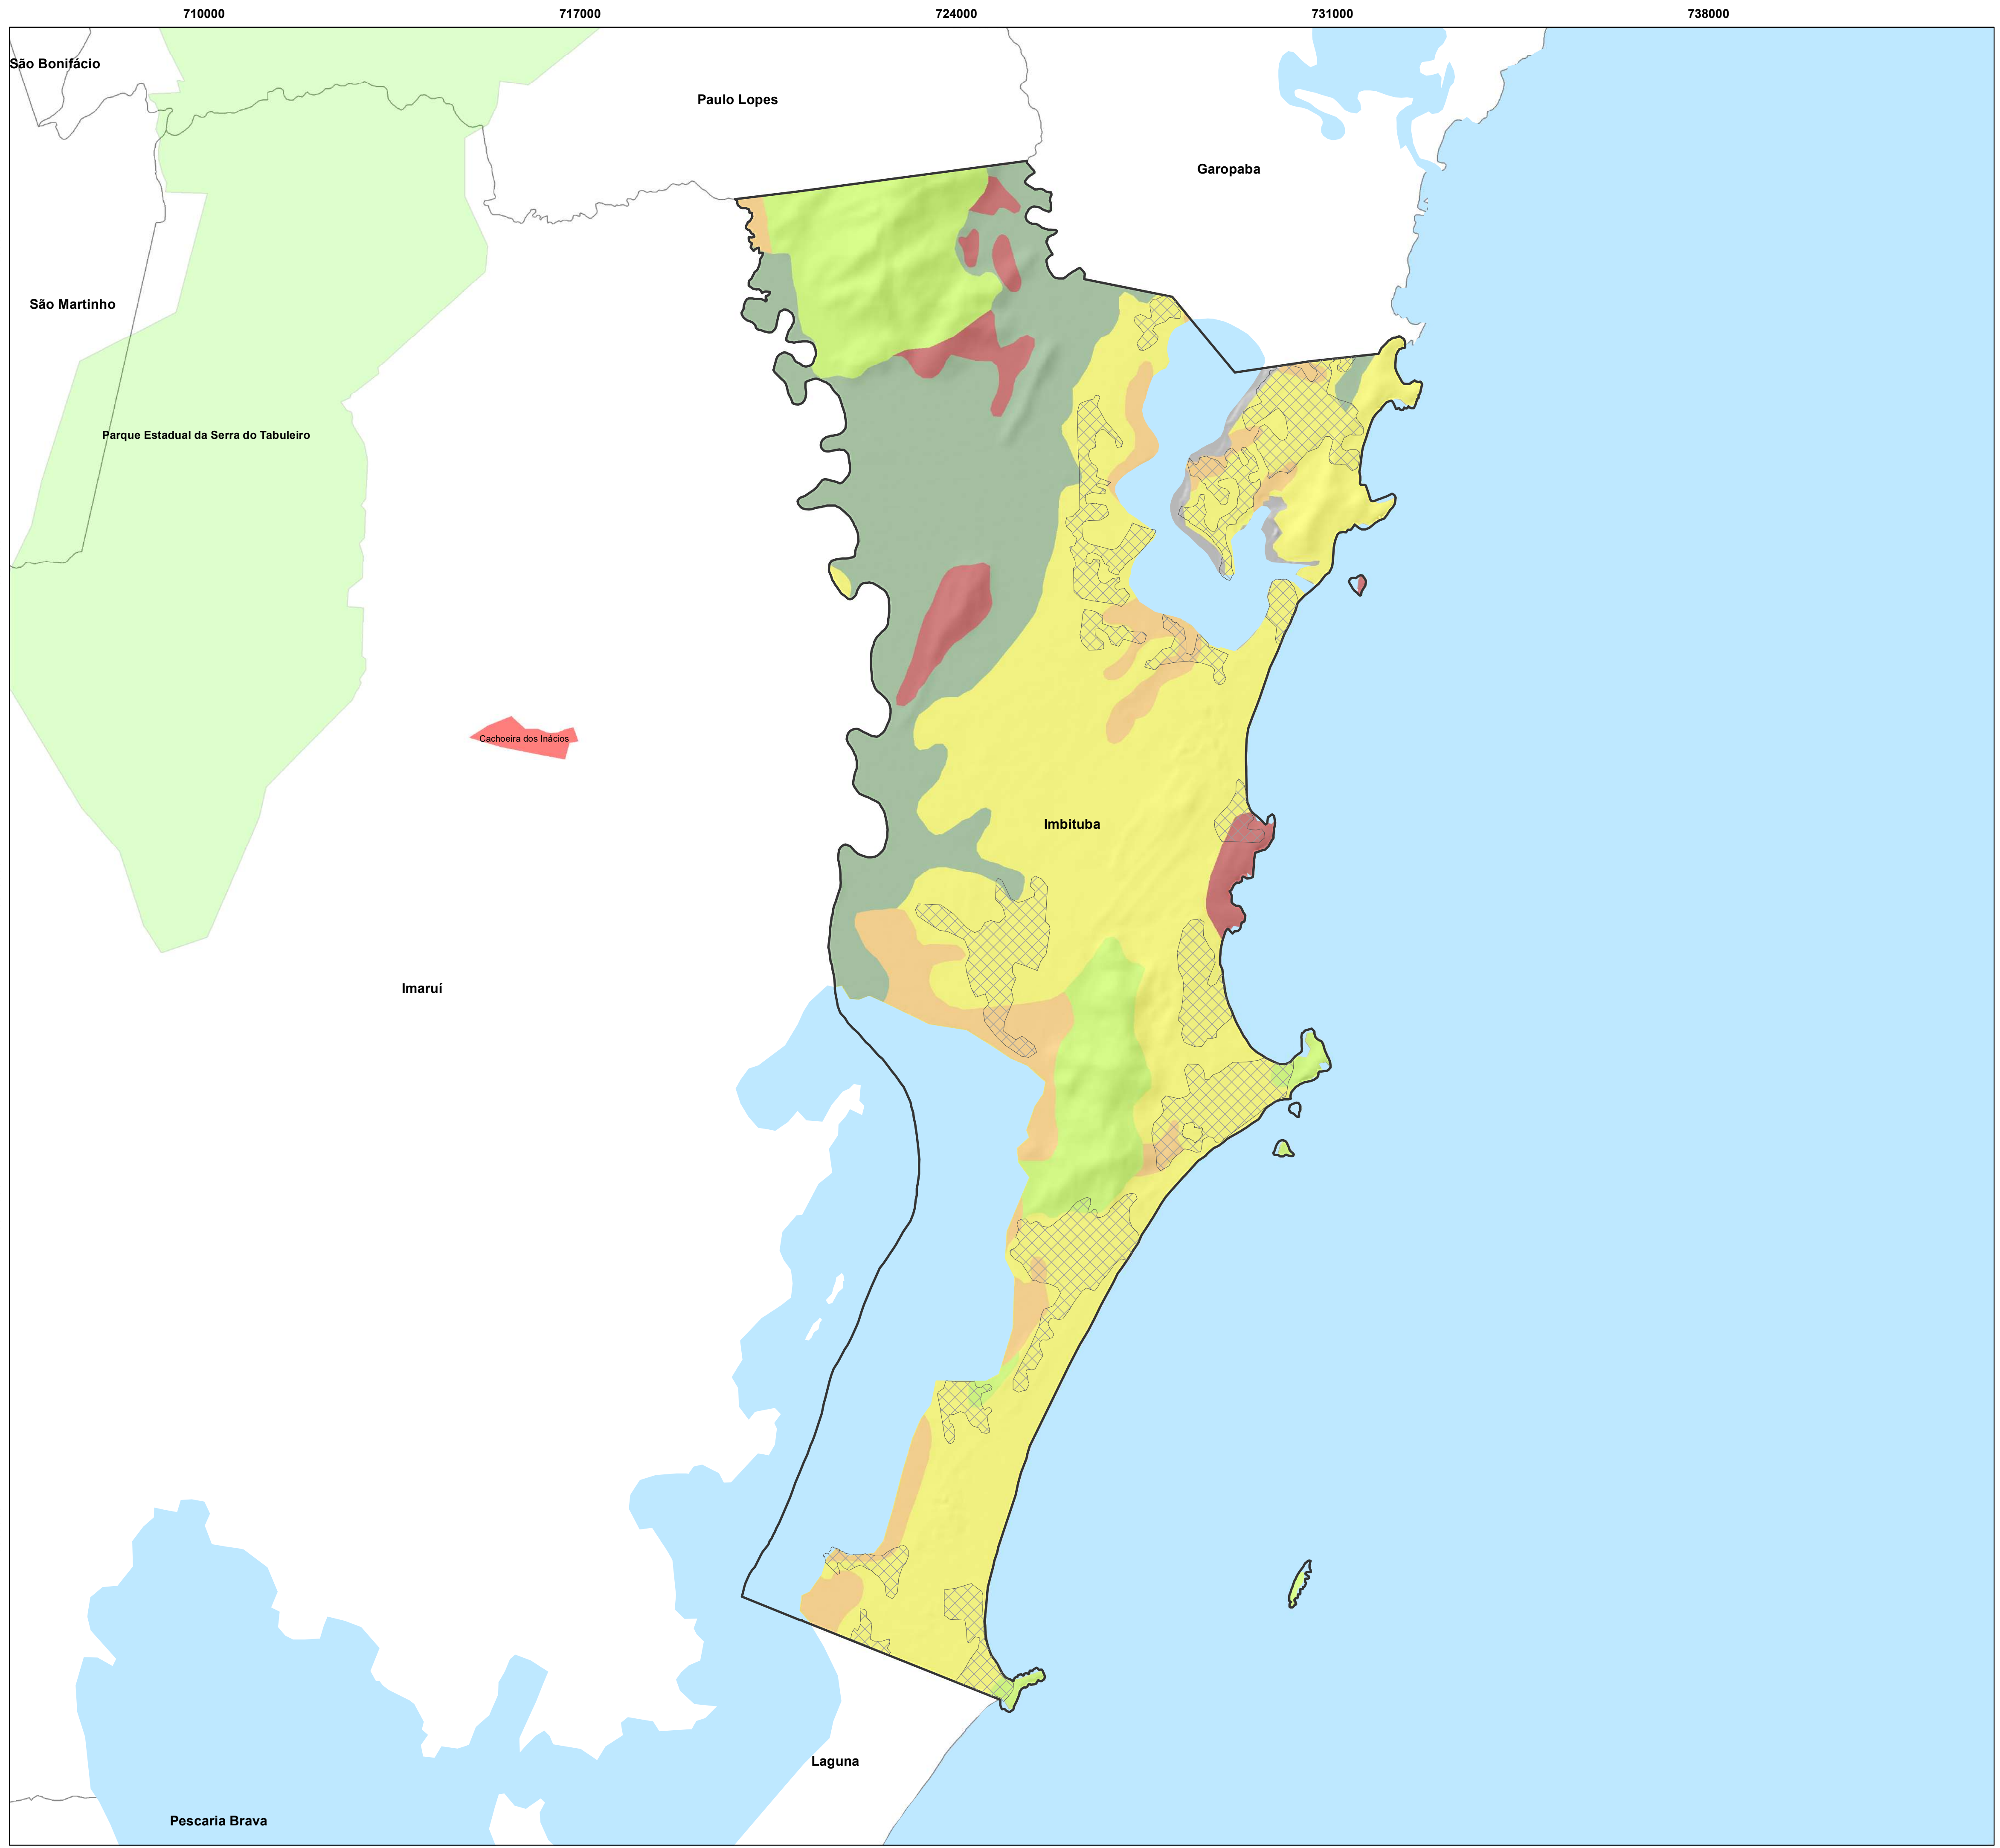 710000 717000 724000 731000 738000
São Bonifácio
Paulo Lopes
Garopaba
São Martinho
Parque Estadual da Serra do Tabuleiro
Cachoeira dos Inácios
Imbituba
Imaruí
Laguna
Pescaria Brava